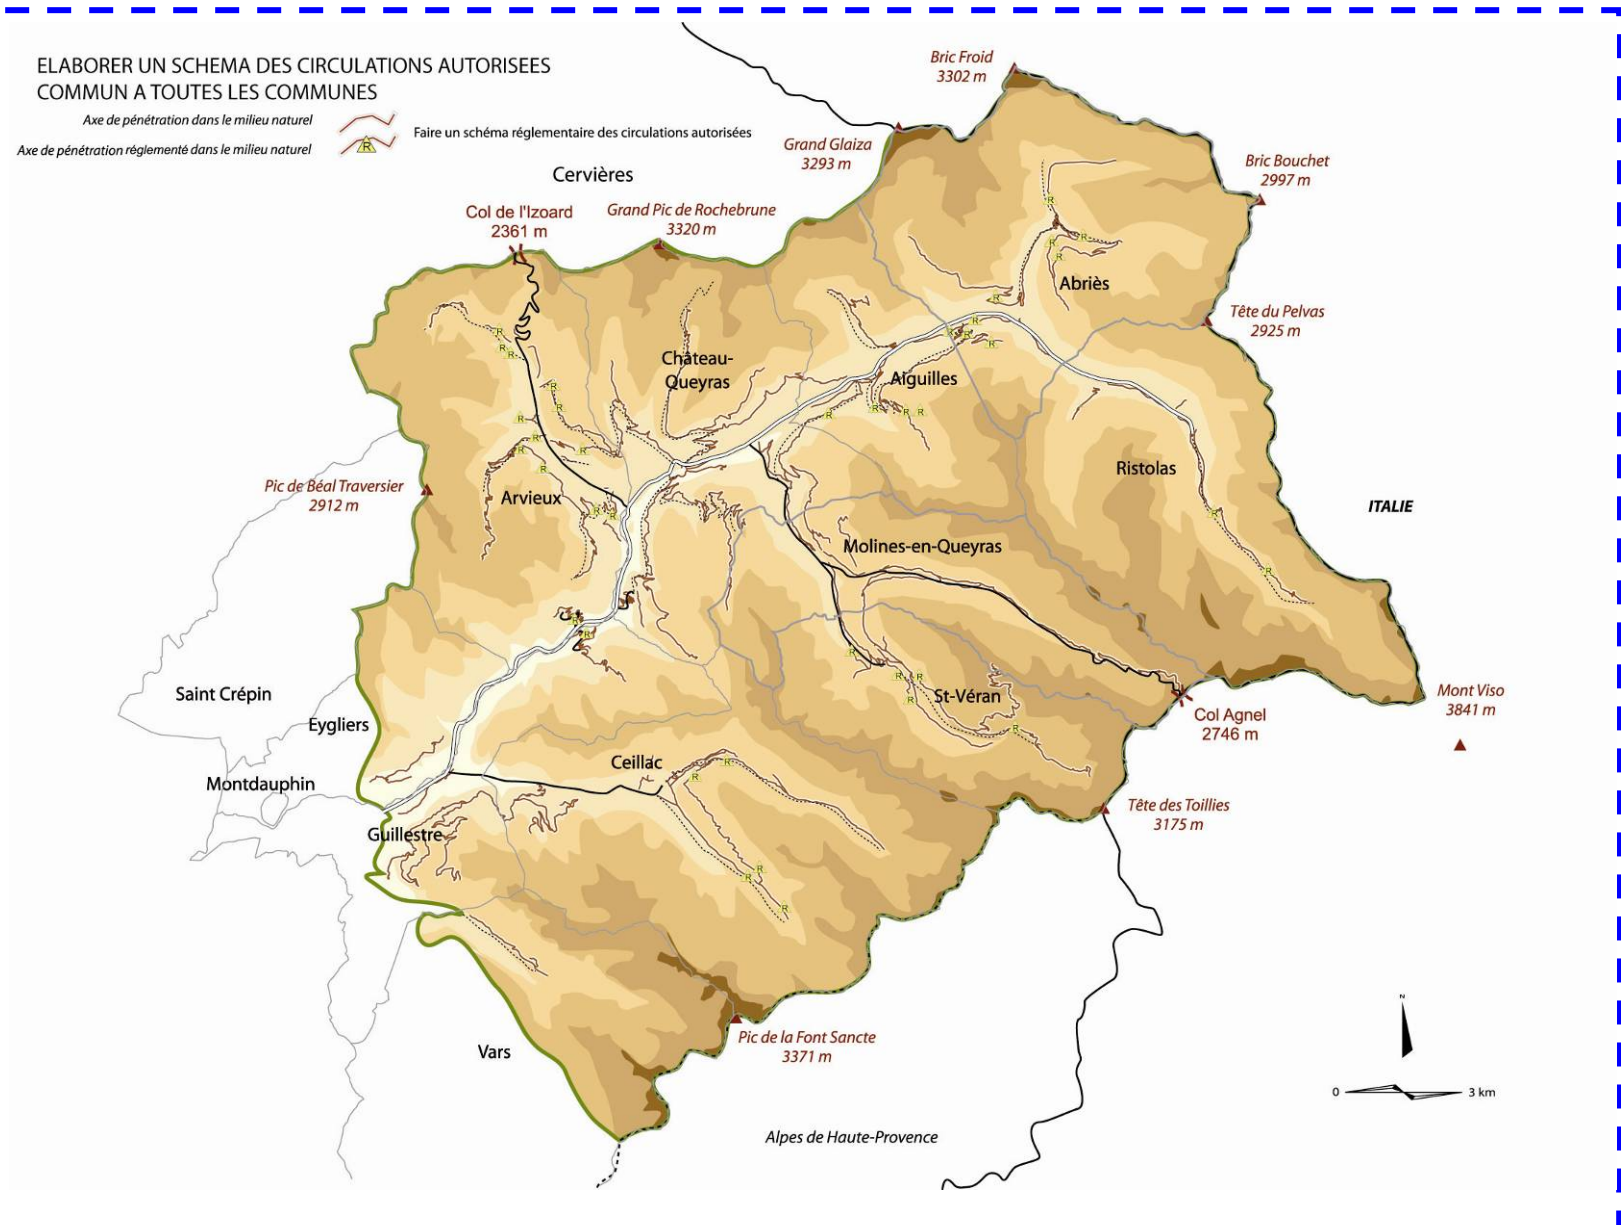 ELABORER UN SCHEMA DES CIRCULATIONS AUTORISEES
COMMUN A TOUTES LES COMMUNES
Axe de pénétration dans le milieu naturel
Axe de pénétration réglementé dans le milieu naturel
R
Faire un schéma réglementaire des circulations autorisées
Bric Froid
3302 m
Grand Glaiza
3293 m
Bric Bouchet
2997 m
Cervières
Col de l'Izoard
2361 m
Grand Pic de Rochebrune
3320 m
Abriès
Tête du Pelvas
2925 m
Château-
Queyras
Aiguilles
Ristolas
Pic de Béal Traversier
2912 m
Arvieux
ITALIE
Molines-en-Queyras
Saint Crépin
Eygliers
St-Véran
Mont Viso
3841 m
Col Agnel
2746 m
Ceillac
Montdauphin
Guillestre
Tête des Toillies
3175 m
Vars
Pic de la Font Sancte
3371 m
Alpes de Haute-Provence
N
0
3 km